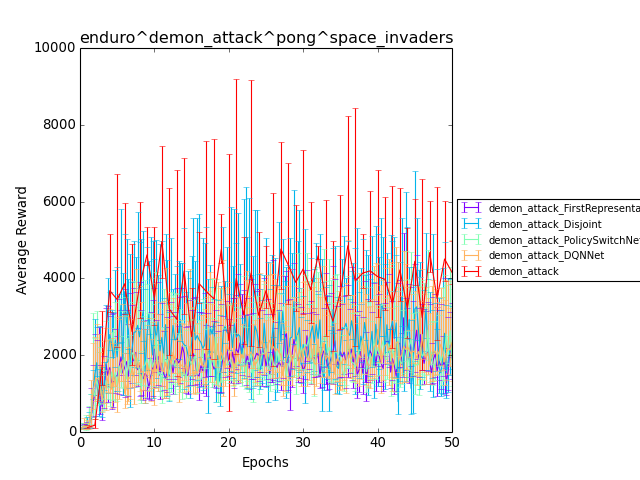 enduro^demon_attack^pong^space_invaders
10000
8000
6000
4000
2000
0
Average Reward
0 10 20 30 40 50
Epochs
demon_attack_FirstRepresenta
demon_attack_Disjoint
demon_attack_PolicySwitchNet
demon_attack_DQNNet
demon_attack